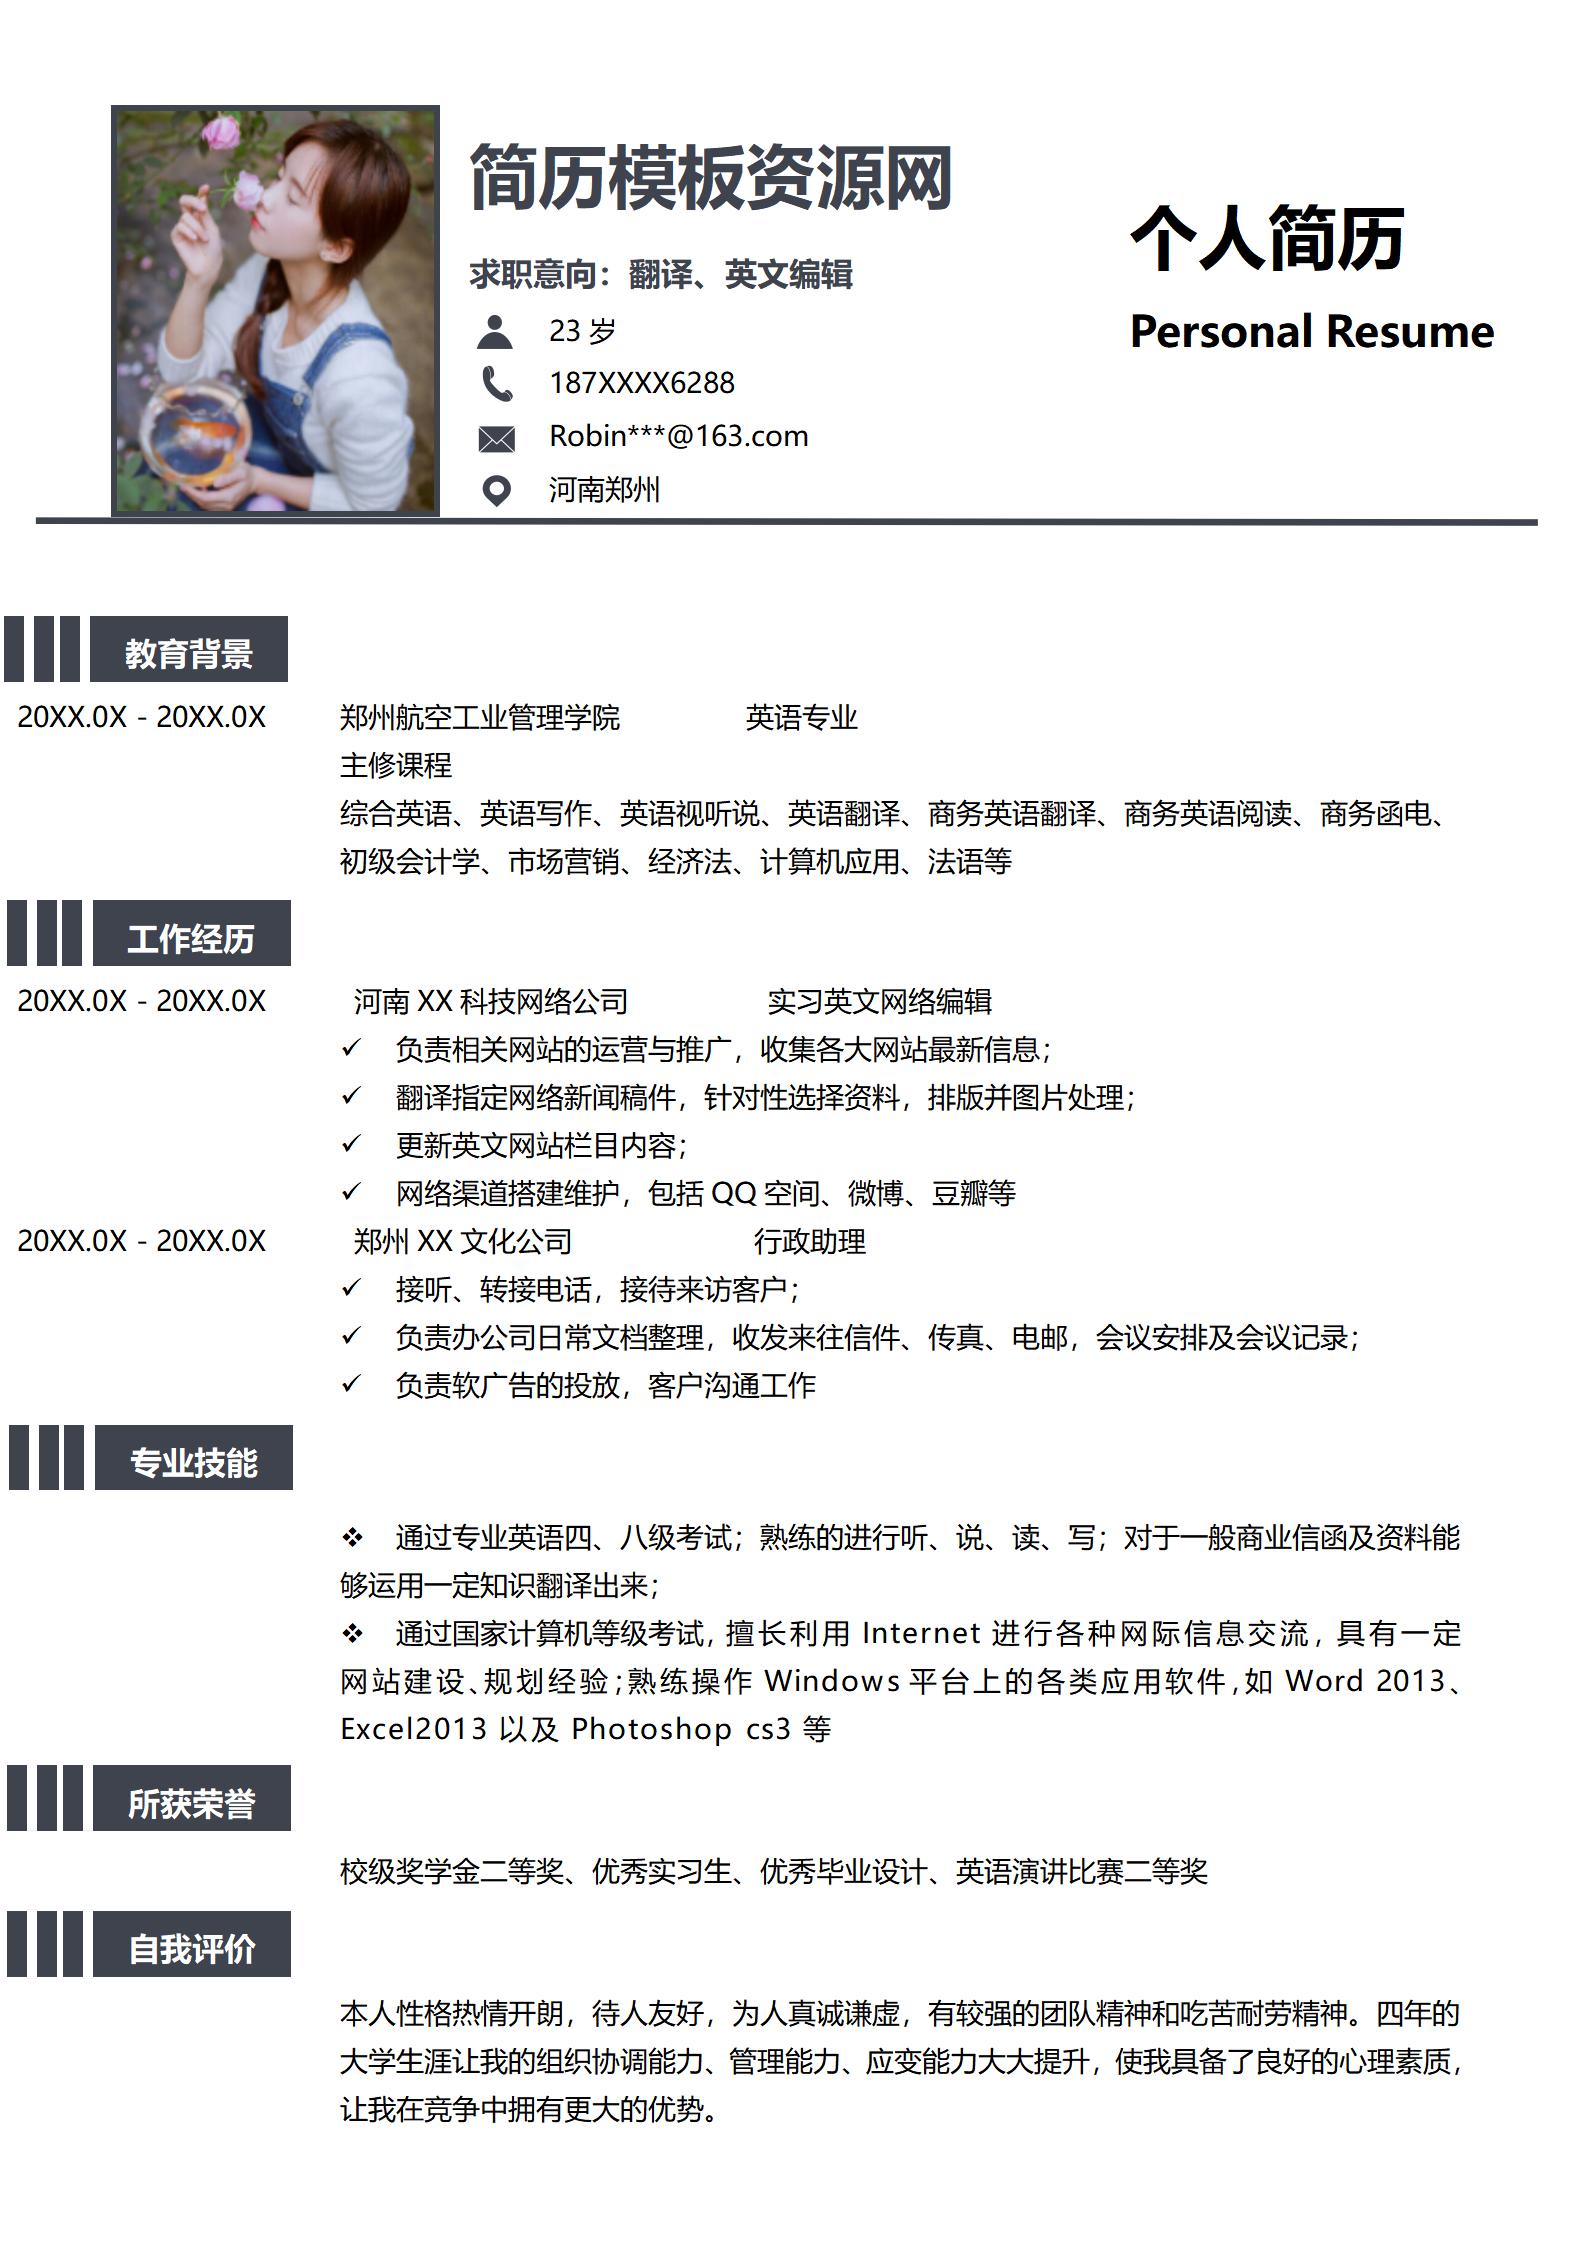 简历模板资源网
个人简历
求职意向：翻译、英文编辑
Personal Resume
23 岁
187XXXX6288
Robin***@163.com
河南郑州
教育背景
20XX.0X - 20XX.0X 郑州航空工业管理学院 英语专业
主修课程
综合英语、英语写作、英语视听说、英语翻译、商务英语翻译、商务英语阅读、商务函电、
初级会计学、市场营销、经济法、计算机应用、法语等
工作经历
20XX.0X - 20XX.0X 河南 XX 科技网络公司 实习英文网络编辑
✓ 负责相关网站的运营与推广，收集各大网站最新信息；
✓ 翻译指定网络新闻稿件，针对性选择资料，排版并图片处理；
✓ 更新英文网站栏目内容；
✓ 网络渠道搭建维护，包括 QQ 空间、微博、豆瓣等
20XX.0X - 20XX.0X 郑州 XX 文化公司 行政助理
✓ 接听、转接电话，接待来访客户；
✓ 负责办公司日常文档整理，收发来往信件、传真、电邮，会议安排及会议记录；
✓ 负责软广告的投放，客户沟通工作
专业技能
❖ 通过专业英语四、八级考试；熟练的进行听、说、读、写；对于一般商业信函及资料能
够运用一定知识翻译出来；
❖ 通过国家计算机等级考试，擅长利用 Internet 进行各种网际信息交流，具有一定
网站建设、规划经验；熟练操作 Windows 平台上的各类应用软件，如 Word 2013、
Excel2013 以及 Photoshop cs3 等
所获荣誉
校级奖学金二等奖、优秀实习生、优秀毕业设计、英语演讲比赛二等奖
自我评价
本人性格热情开朗，待人友好，为人真诚谦虚，有较强的团队精神和吃苦耐劳精神。四年的
大学生涯让我的组织协调能力、管理能力、应变能力大大提升，使我具备了良好的心理素质，
让我在竞争中拥有更大的优势。